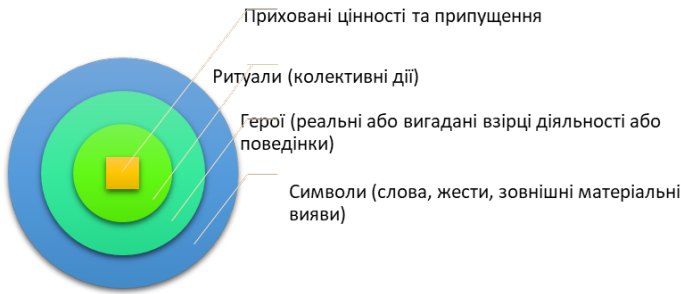 Приховані цінності та припущення
Ритуали (колективні дії)
Герої (реальні або вигадані взірці діяльності або
поведінки)
Символи (слова, жести, зовнішні матеріальні
вияви)